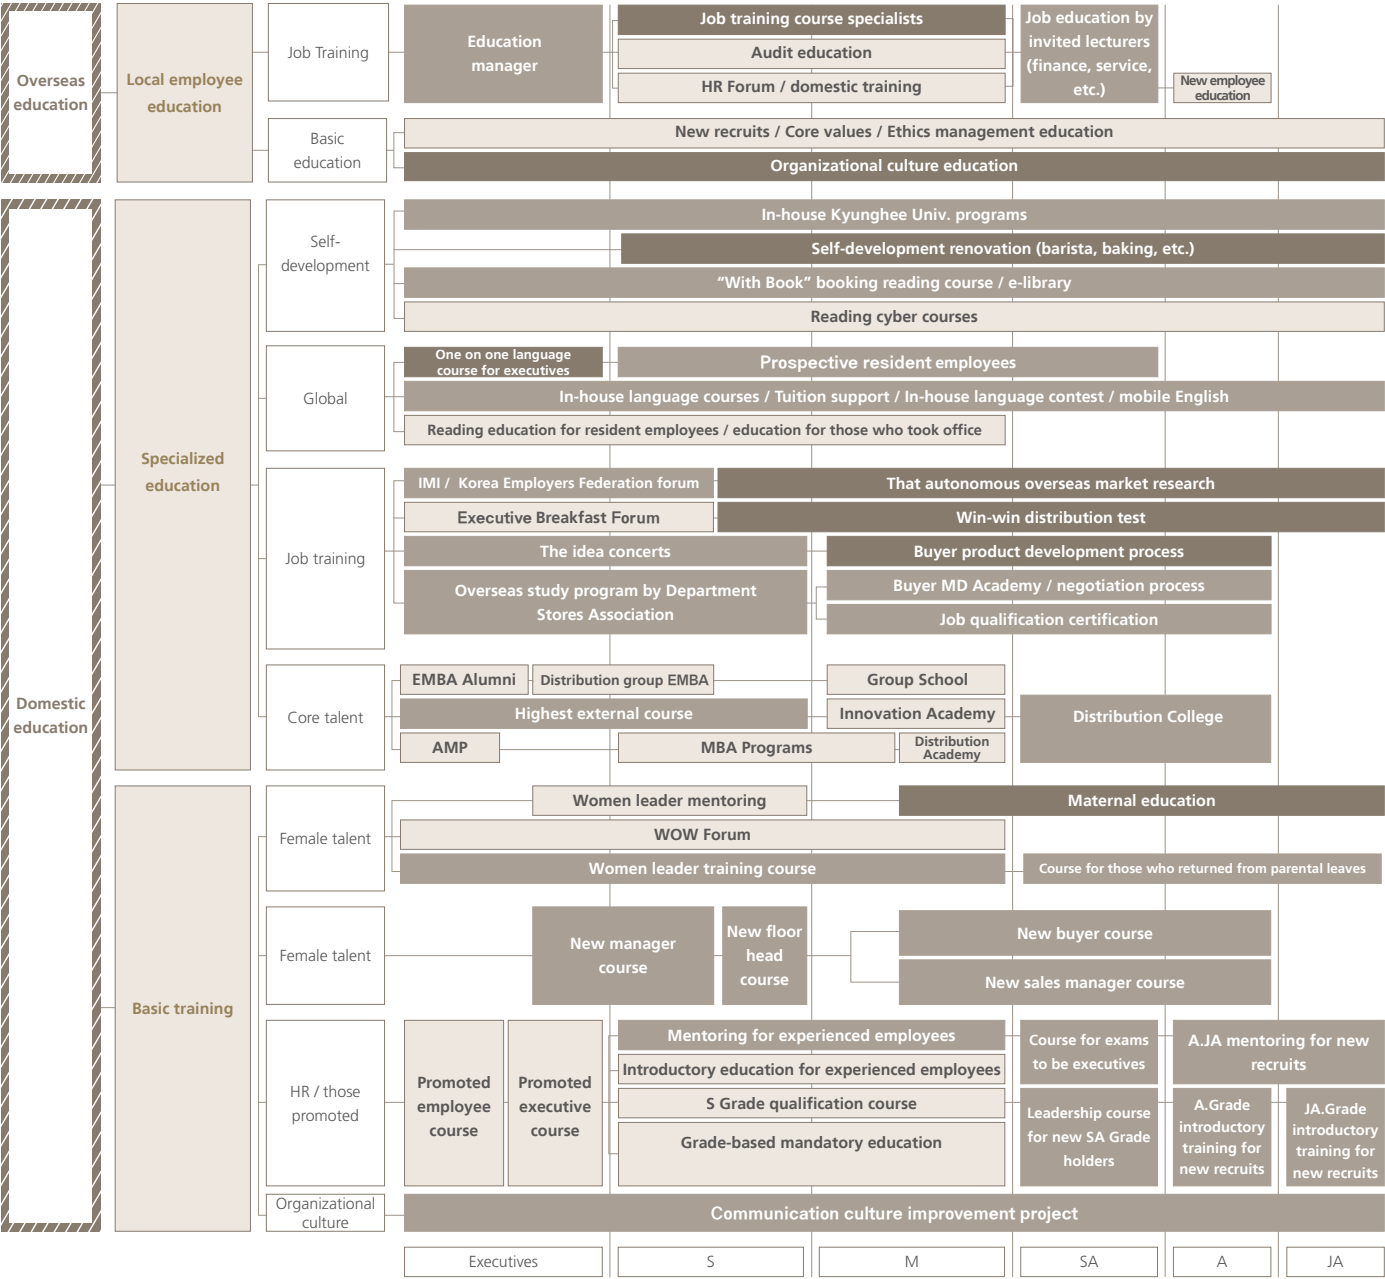 Overseas
education
Local employee
education
Job Training
Education
manager
Job training course specialists
Audit education
HR Forum / domestic training
Job education by
invited lecturers
(finance, service,
etc.)
New employee
education
Basic
education
New recruits / Core values / Ethics management education
Organizational culture education
Domestic
education
Specialized
education
Self-
development
In-house Kyunghee Univ. programs
Self-development renovation (barista, baking, etc.)
“With Book” booking reading course / e-library
Reading cyber courses
Global
One on one language
course for executives
Prospective resident employees
In-house language courses / Tuition support / In-house language contest / mobile English
Reading education for resident employees / education for those who took office
Job training
IMI / Korea Employers Federation forum
That autonomous overseas market research
Executive Breakfast Forum
Win-win distribution test
The idea concerts
Buyer product development process
Overseas study program by Department
Stores Association
Buyer MD Academy / negotiation process
Job qualification certification
Core talent
EMBA Alumni
Distribution group EMBA
Group School
Highest external course
Innovation Academy
Distribution College
AMP
MBA Programs
Distribution
Academy
Basic training
Female talent
Women leader mentoring
Maternal education
WOW Forum
Women leader training course
Course for those who returned from parental leaves
Female talent
New manager
course
New floor
head
course
New buyer course
New sales manager course
HR / those
promoted
Promoted
employee
course
Promoted
executive
course
Mentoring for experienced employees
Introductory education for experienced employees
S Grade qualification course
Grade-based mandatory education
Course for exams
to be executives
Leadership course
for new SA Grade
holders
A.JA mentoring for new
recruits
A.Grade
introductory
training for
new recruits
JA.Grade
introductory
training for
new recruits
Organizational
culture
Communication culture improvement project
Executives
S
M
SA
A
JA